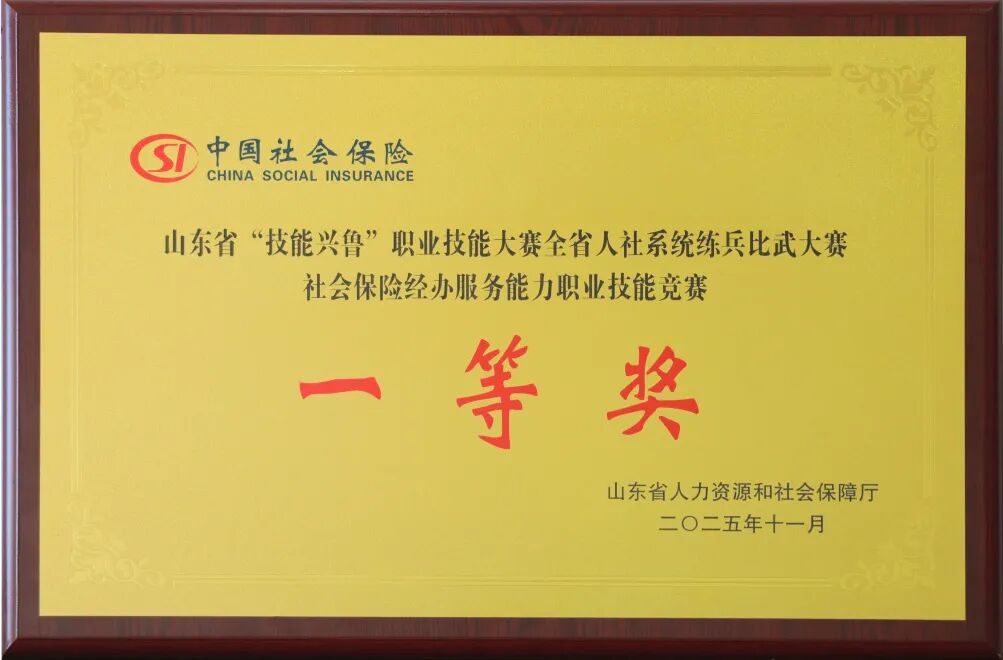 SI 中国社会保险
CHINA SOCIAL INSURANCE
山东省“技能兴鲁”职业技能大赛全省人社系统练兵比武大赛
社会保险经办服务能力职业技能竞赛
一等奖
山东省人力资源和社会保障厅
二〇二五年十一月